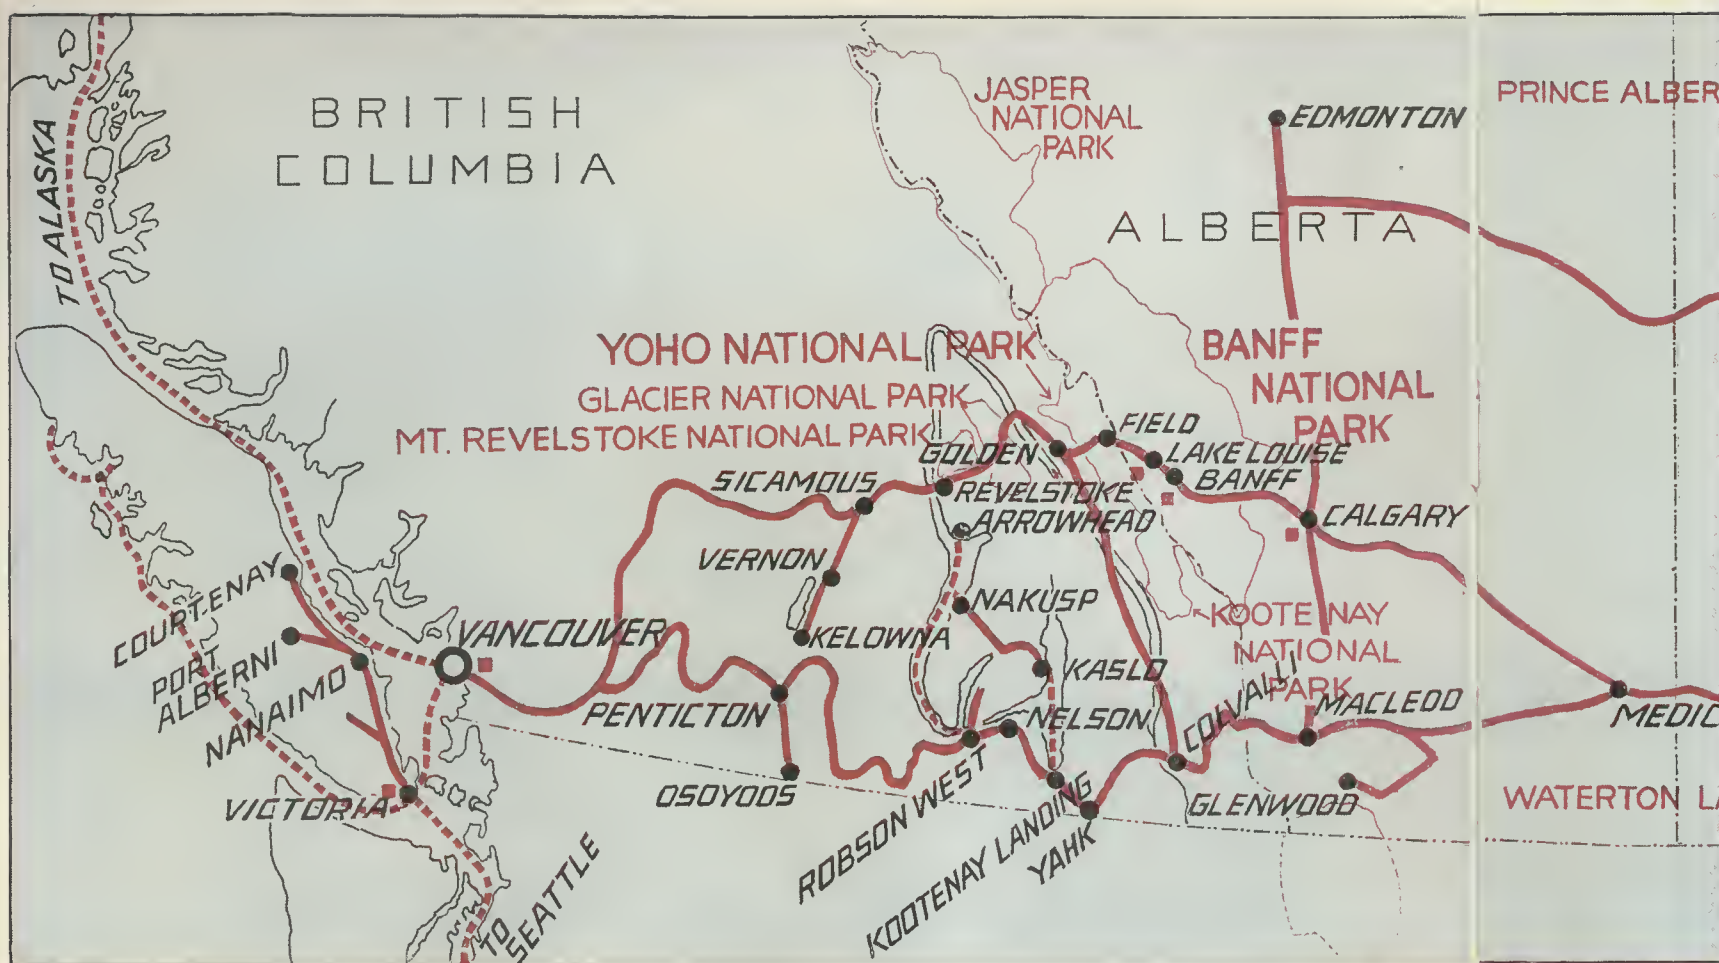 TO ALASKA
BRITISH
COLUMBIA
JASPER
NATIONAL
PARK
EDMONTON
ALBERTA
YOHO NATIONAL PARK
GLACIER NATIONAL PARK
MT. REVELSTOKE NATIONAL PARK
BANFF
NATIONAL
PARK
FIELD
GOLDEN
LAKE LOUISE
BANFF
SICAMOUS
REVELSTOKE
ARROWHEAD
CALGARY
VERNON
NAKUSP
KELOWNA
KOOTENAY
NATIONAL
PARK
COURTENAY
PORT
ALBERNI
NANAIMO
VANCOUVER
KASLO
PENTICTON
NELSON
COLVALLI
MACLEOD
VICTORIA
OSOYOOS
ROBSON WEST
KOOTENAY LANDING
YAHK
GLENWOOD
TO
SEATTLE
PRINCE ALBER
MEDIC
WATERTON LA